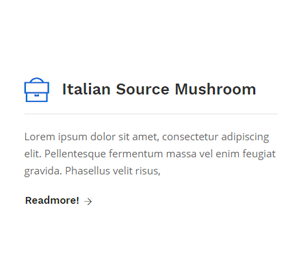 Italian Source Mushroom
Lorem ipsum dolor sit amet, consectetur adipiscing
elit. Pellentesque fermentum massa vel enim feugiat
gravida. Phasellus velit risus,
Readmore!